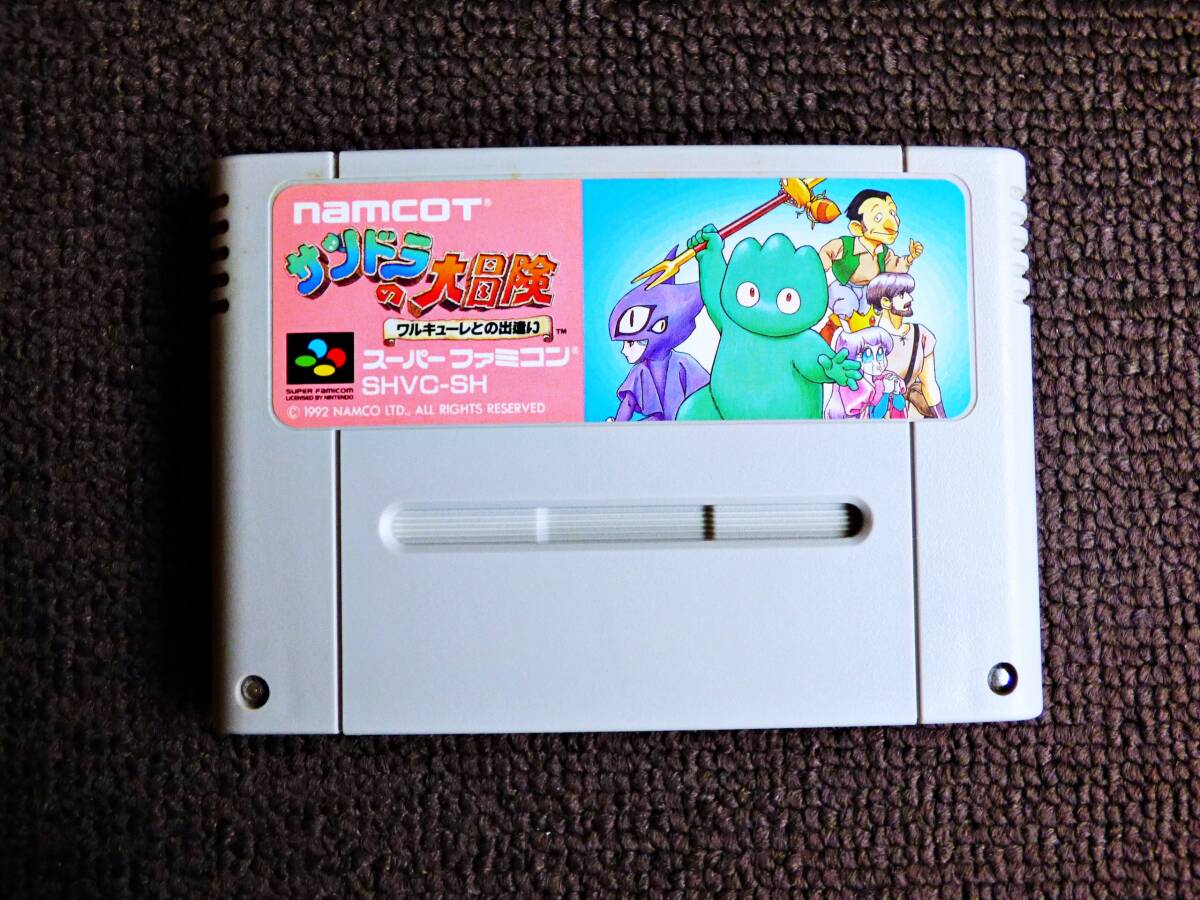 namcot®
サンドラの大冒険
ワルキューレとの出逢い™
スーパーファミコン®
SHVC-SH
SUPER FAMICOM
LICENSED BY NINTENDO
© 1992 NAMCO LTD., ALL RIGHTS RESERVED